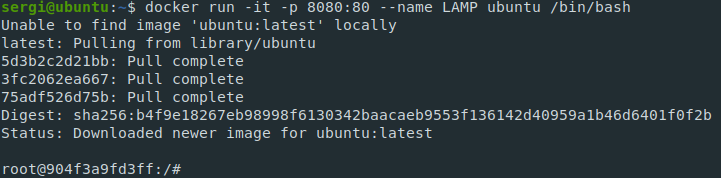 sergi@ubuntu:~$ docker run -it -p 8080:80 --name LAMP ubuntu /bin/bash
Unable to find image 'ubuntu:latest' locally
latest: Pulling from library/ubuntu
5d3b2c2d21bb: Pull complete
3fc2062ea667: Pull complete
75adf526d75b: Pull complete
Digest: sha256:b4f9e18267eb98998f6130342baacaeb9553f136142d40959a1b46d6401f0f2b
Status: Downloaded newer image for ubuntu:latest
root@904f3a9fd3ff:/#